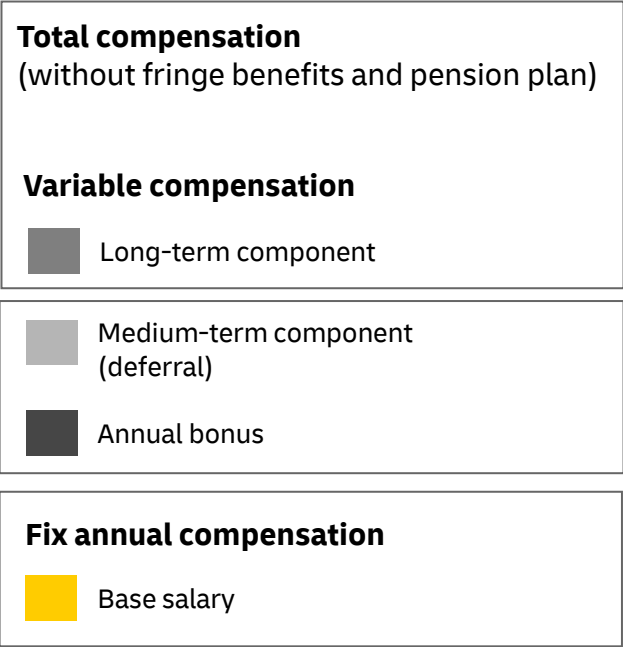 Total compensation
(without fringe benefits and pension plan)
Variable compensation
Long-term component
Medium-term component
(deferral)
Annual bonus
Fix annual compensation
Base salary